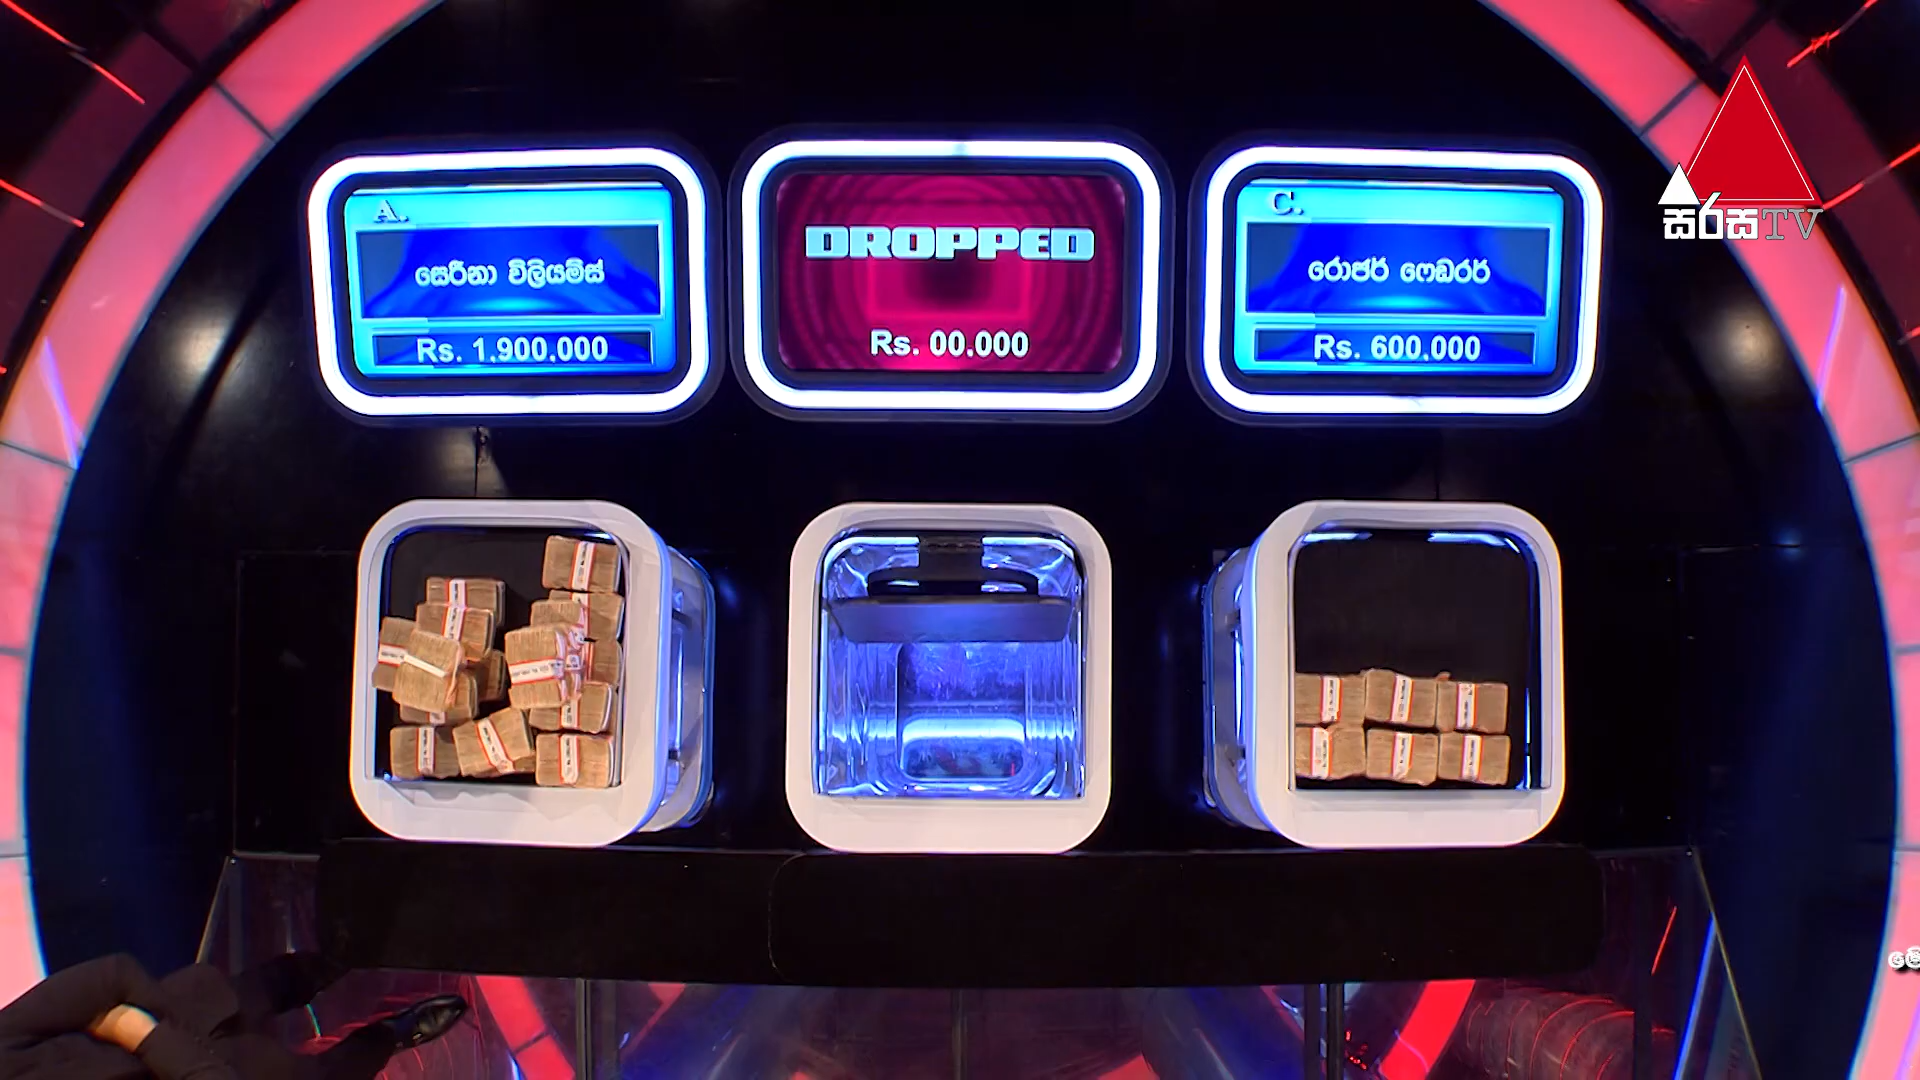 A.
සෙරීනා විලියම්ස්
Rs. 1,900,000
DROPPED
Rs. 00.000
C.
රොජර් ෆෙඩරර්
Rs. 600,000
සිරස TV